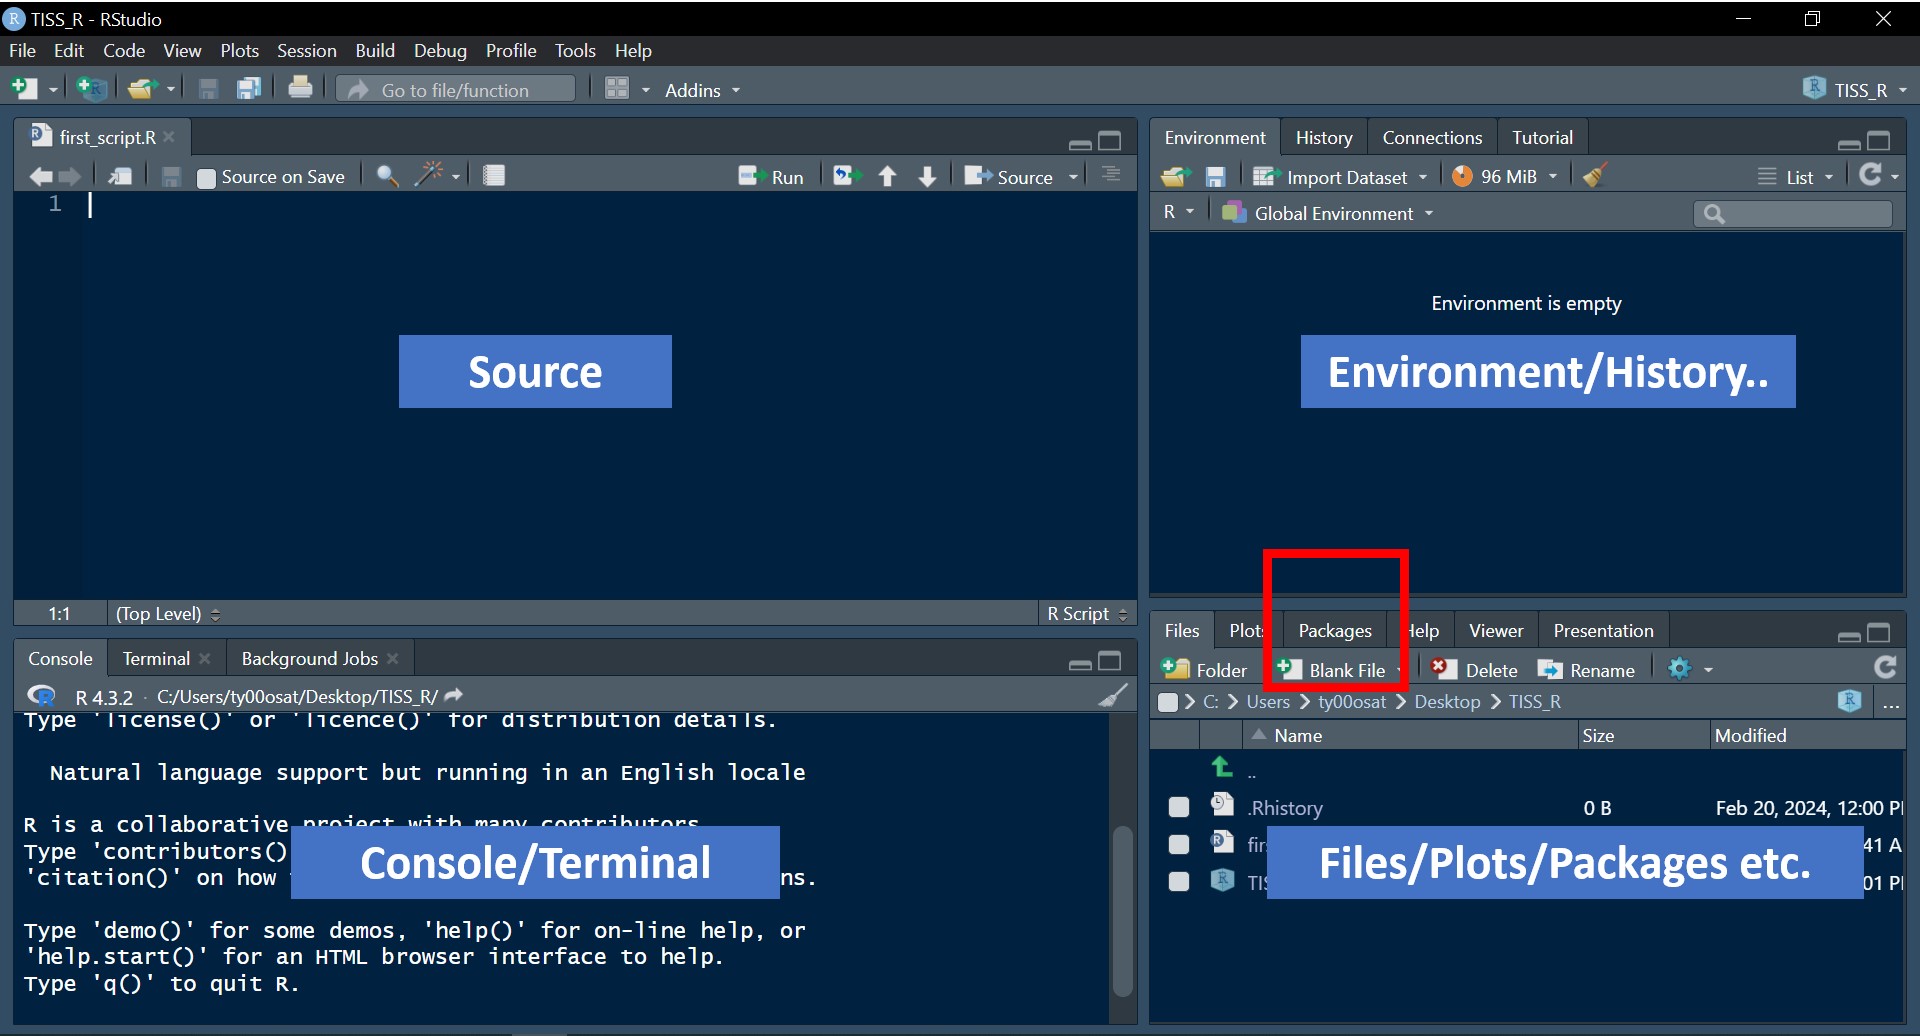 TISS_R - RStudio
File Edit Code View Plots Session Build Debug Profile Tools Help
Go to file/function Addins TISS_R
first_script.R
Source on Save Run Source
1
Source
1:1 (Top Level) R Script
Environment History Connections Tutorial
Import Dataset 96 MiB List
R Global Environment
Environment is empty
Environment/History..
Console Terminal Background Jobs
R 4.3.2 · C:/Users/ty00osat/Desktop/TISS_R/
Type 'license()' or 'licence()' for distribution details.
Natural language support but running in an English locale
R is a collaborative project with many contributors.
Type 'contributors()
'citation()' on how
ns.
Console/Terminal
Type 'demo()' for some demos, 'help()' for on-line help, or
'help.start()' for an HTML browser interface to help.
Type 'q()' to quit R.
Files Plots Packages Help Viewer Presentation
Folder Blank File Delete Rename
C: Users ty00osat Desktop TISS_R ...
Name Size Modified
..
.Rhistory 0 B Feb 20, 2024, 12:00 P
Files/Plots/Packages etc.